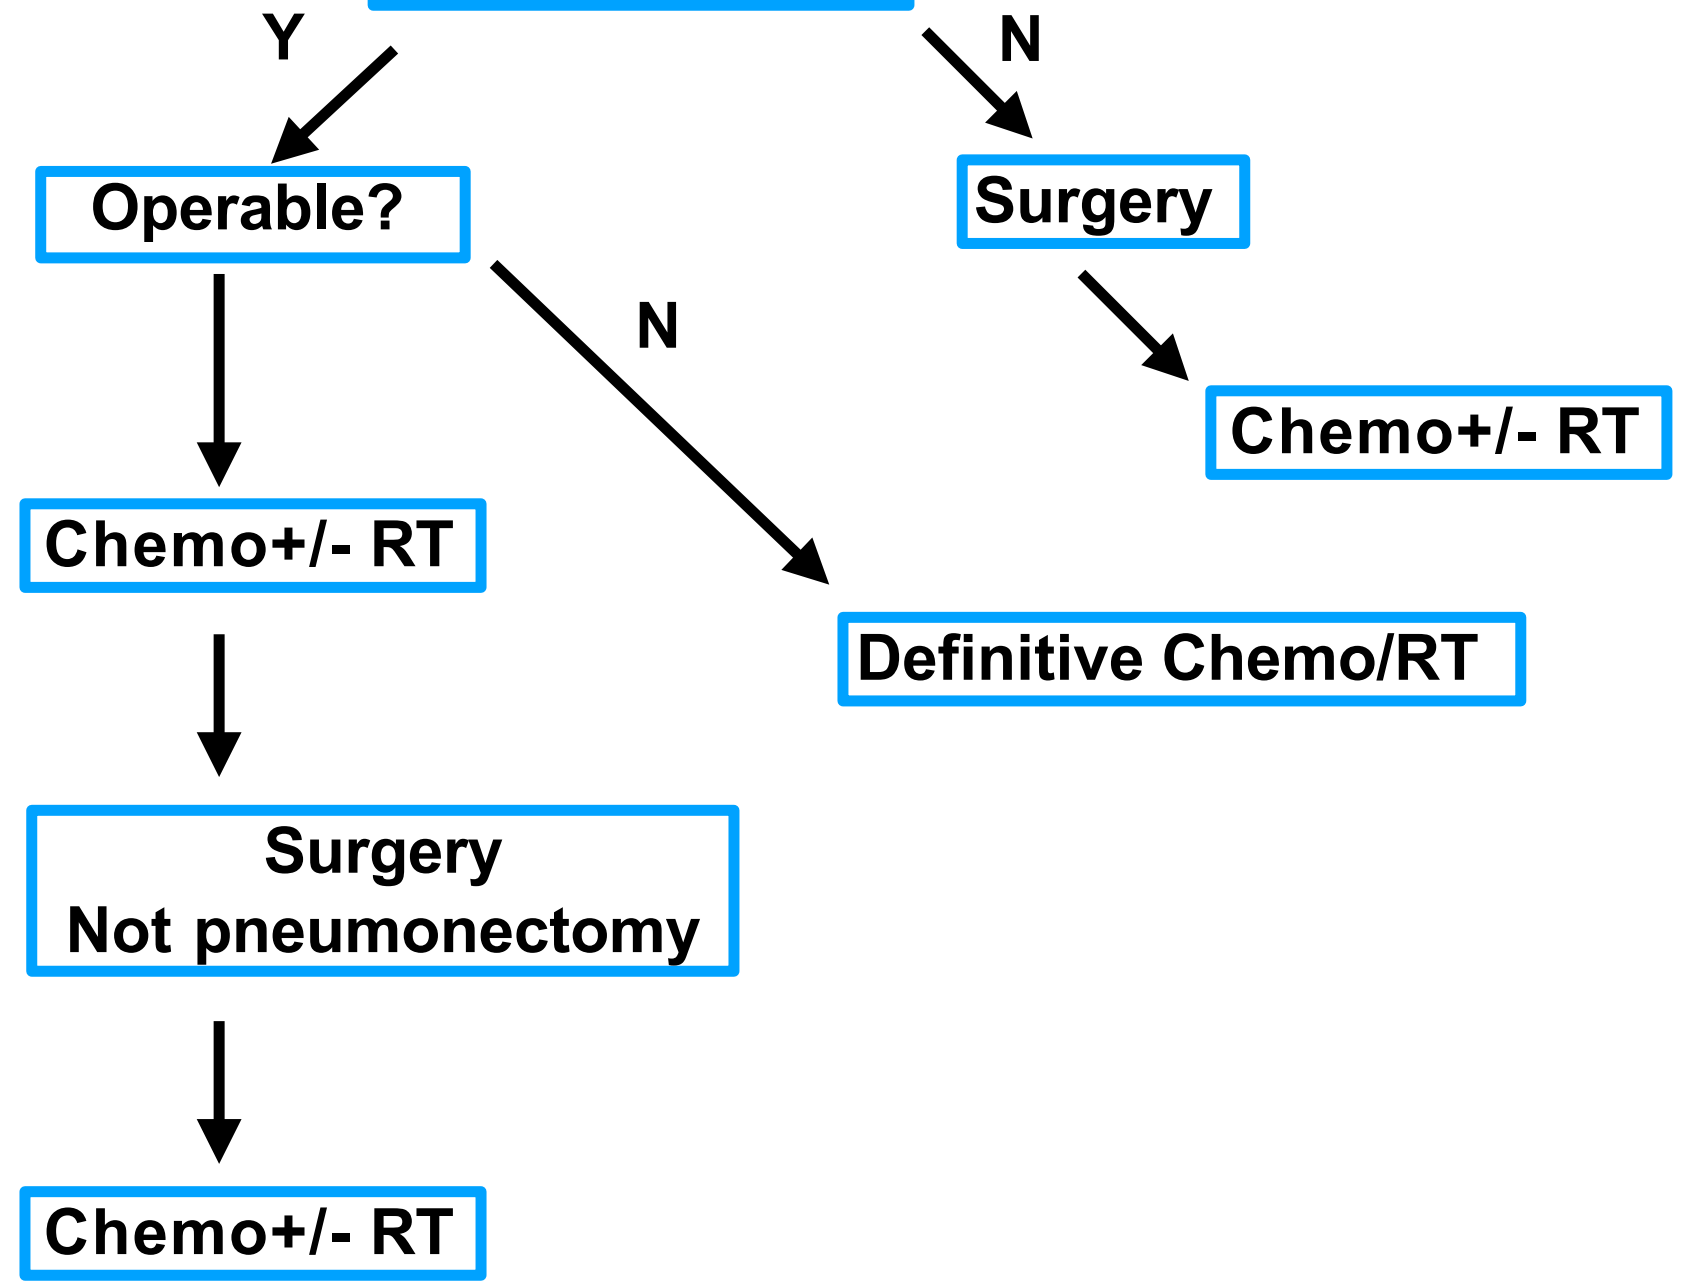 Y
N
Operable?
Surgery
N
Chemo+/- RT
Chemo+/- RT
Definitive Chemo/RT
Surgery
Not pneumonectomy
Chemo+/- RT